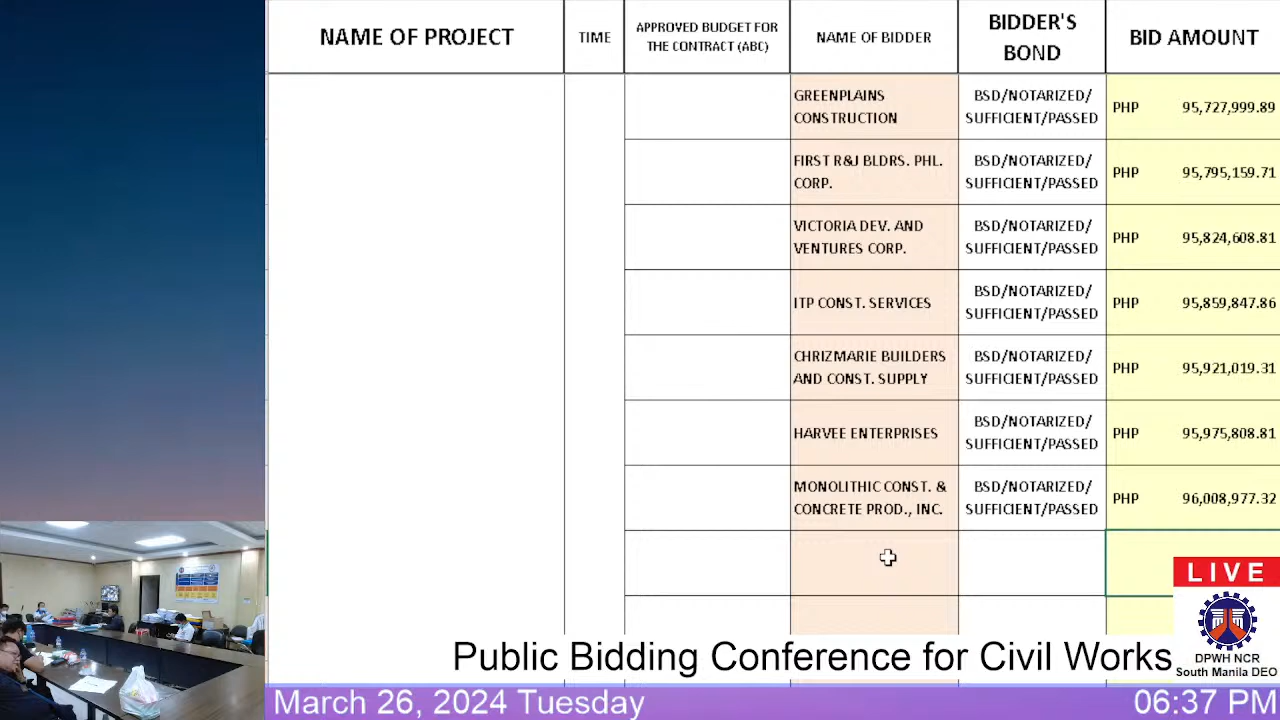 NAME OF PROJECT
TIME
APPROVED BUDGET FOR
THE CONTRACT (ABC)
NAME OF BIDDER
BIDDER'S
BOND
BID AMOUNT
GREENPLAINS
CONSTRUCTION
BSD/NOTARIZED/
SUFFICIENT/PASSED
PHP 95,727,999.89
FIRST R&J BLDRS. PHL.
CORP.
BSD/NOTARIZED/
SUFFICIENT/PASSED
PHP 95,795,159.71
VICTORIA DEV. AND
VENTURES CORP.
BSD/NOTARIZED/
SUFFICIENT/PASSED
PHP 95,824,608.81
ITP CONST. SERVICES
BSD/NOTARIZED/
SUFFICIENT/PASSED
PHP 95,859,847.86
CHRIZMARIE BUILDERS
AND CONST. SUPPLY
BSD/NOTARIZED/
SUFFICIENT/PASSED
PHP 95,921,019.31
HARVEE ENTERPRISES
BSD/NOTARIZED/
SUFFICIENT/PASSED
PHP 95,975,808.81
MONOLITHIC CONST. &
CONCRETE PROD., INC.
BSD/NOTARIZED/
SUFFICIENT/PASSED
PHP 96,008,977.32
LIVE
Public Bidding Conference for Civil Works
DPWH NCR
South Manila DEO
March 26, 2024 Tuesday
06:37 PM